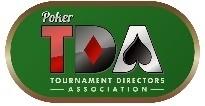 Poker
TDA
TOURNAMENT DIRECTORS
ASSOCIATION